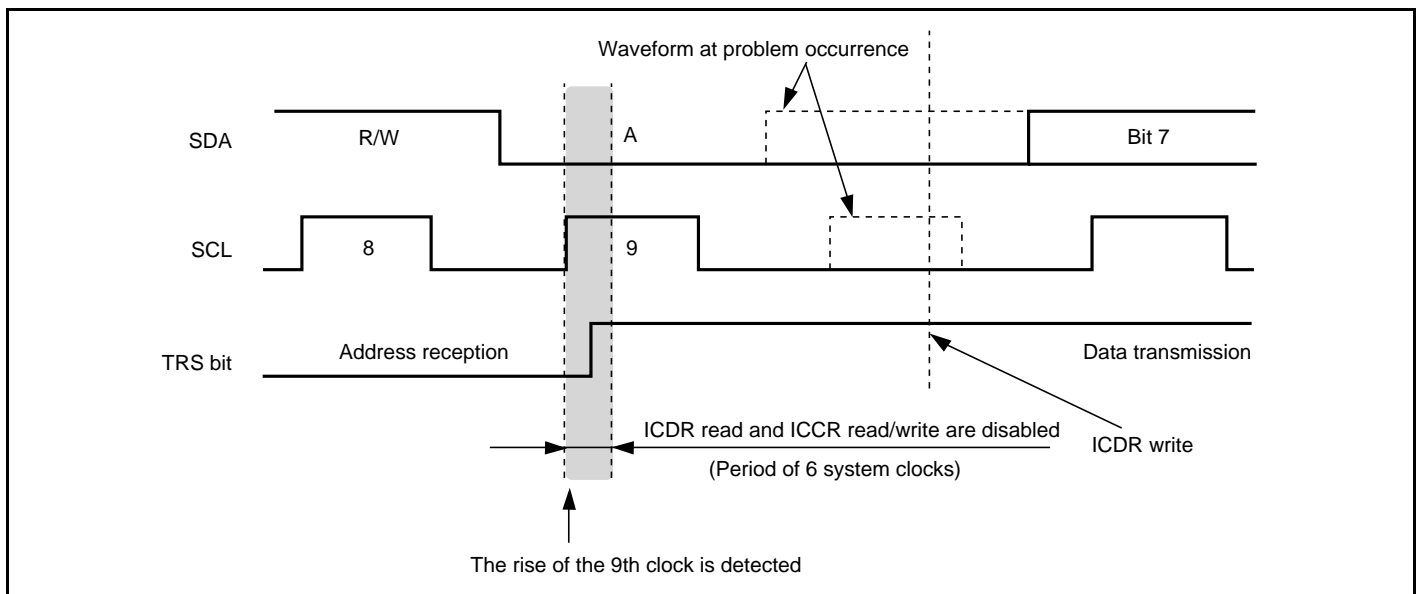 Waveform at problem occurrence
SDA
R/W
A
Bit 7
SCL
8
9
TRS bit
Address reception
Data transmission
ICDR read and ICCR read/write are disabled
(Period of 6 system clocks)
ICDR write
The rise of the 9th clock is detected